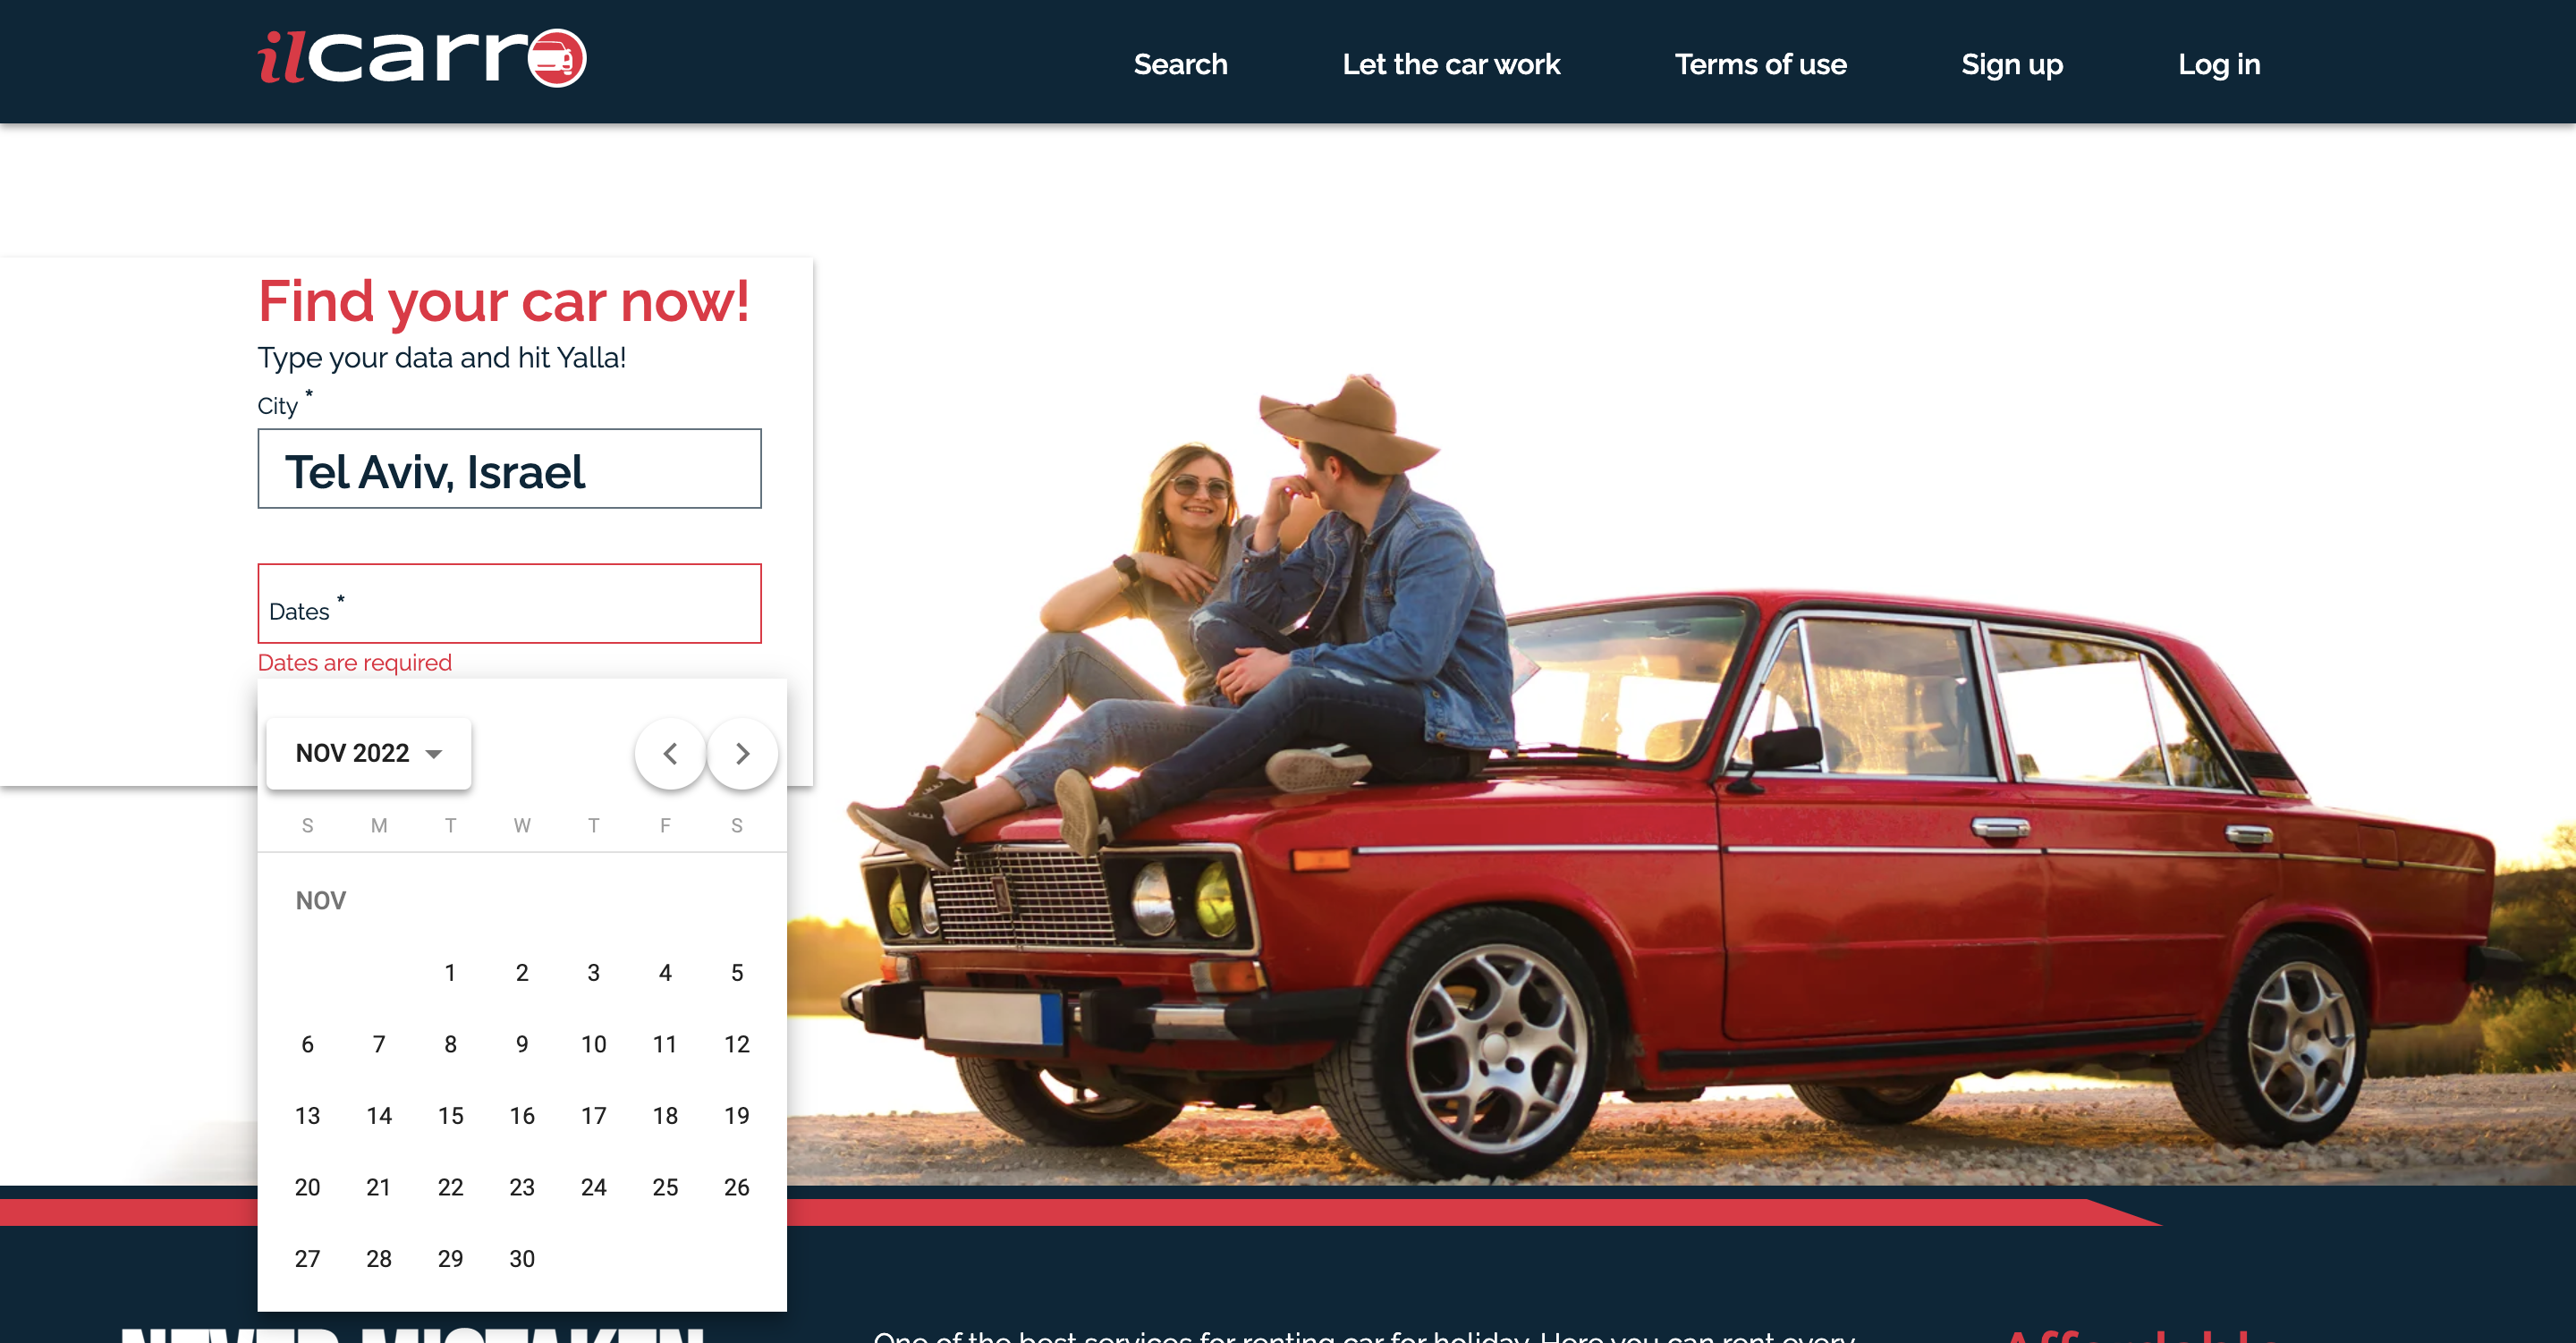 ilcarro
Search
Let the car work
Terms of use
Sign up
Log in
Find your car now!
Type your data and hit Yalla!
City *
Tel Aviv, Israel
Dates *
Dates are required
NOV 2022
S M T W T F S
NOV
1 2 3 4 5
6 7 8 9 10 11 12
13 14 15 16 17 18 19
20 21 22 23 24 25 26
27 28 29 30
NEVER MISTAKEN
One of the best services for renting car for holiday. Here you can rent every
Affordable